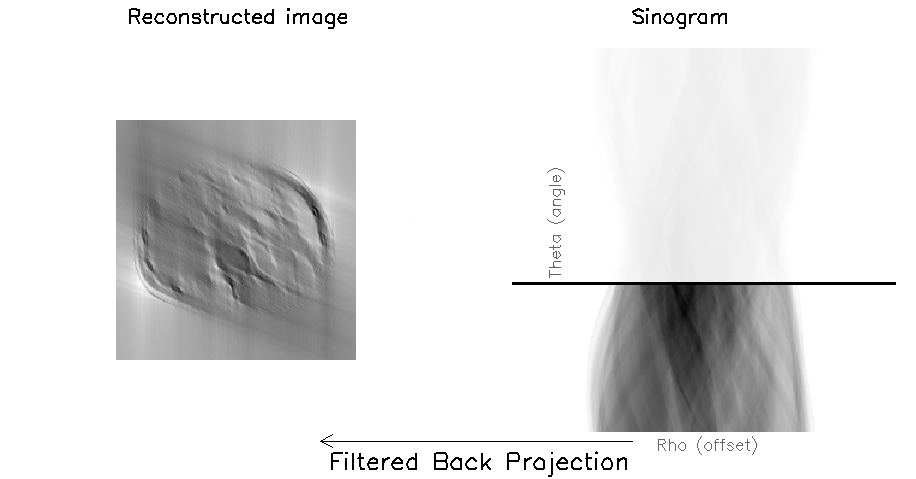 Reconstructed image
Sinogram
Theta (angle)
Rho (offset)
Filtered Back Projection